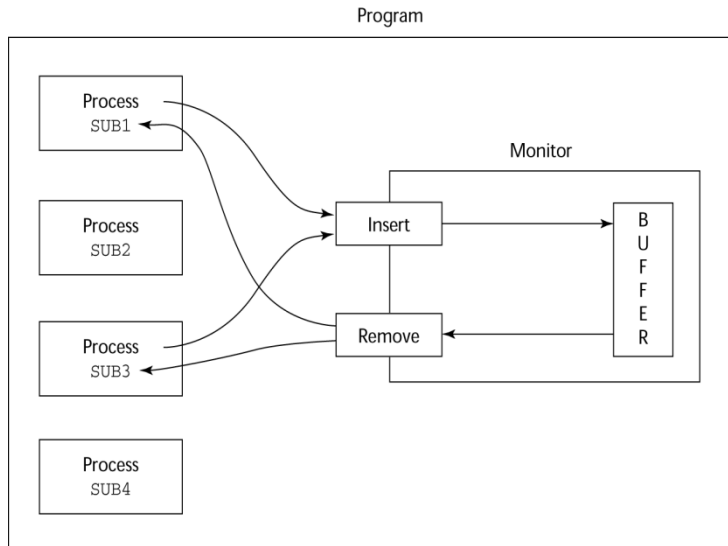 Program
Process
SUB1
Process
SUB2
Process
SUB3
Process
SUB4
Monitor
Insert
Remove
B
U
F
F
E
R